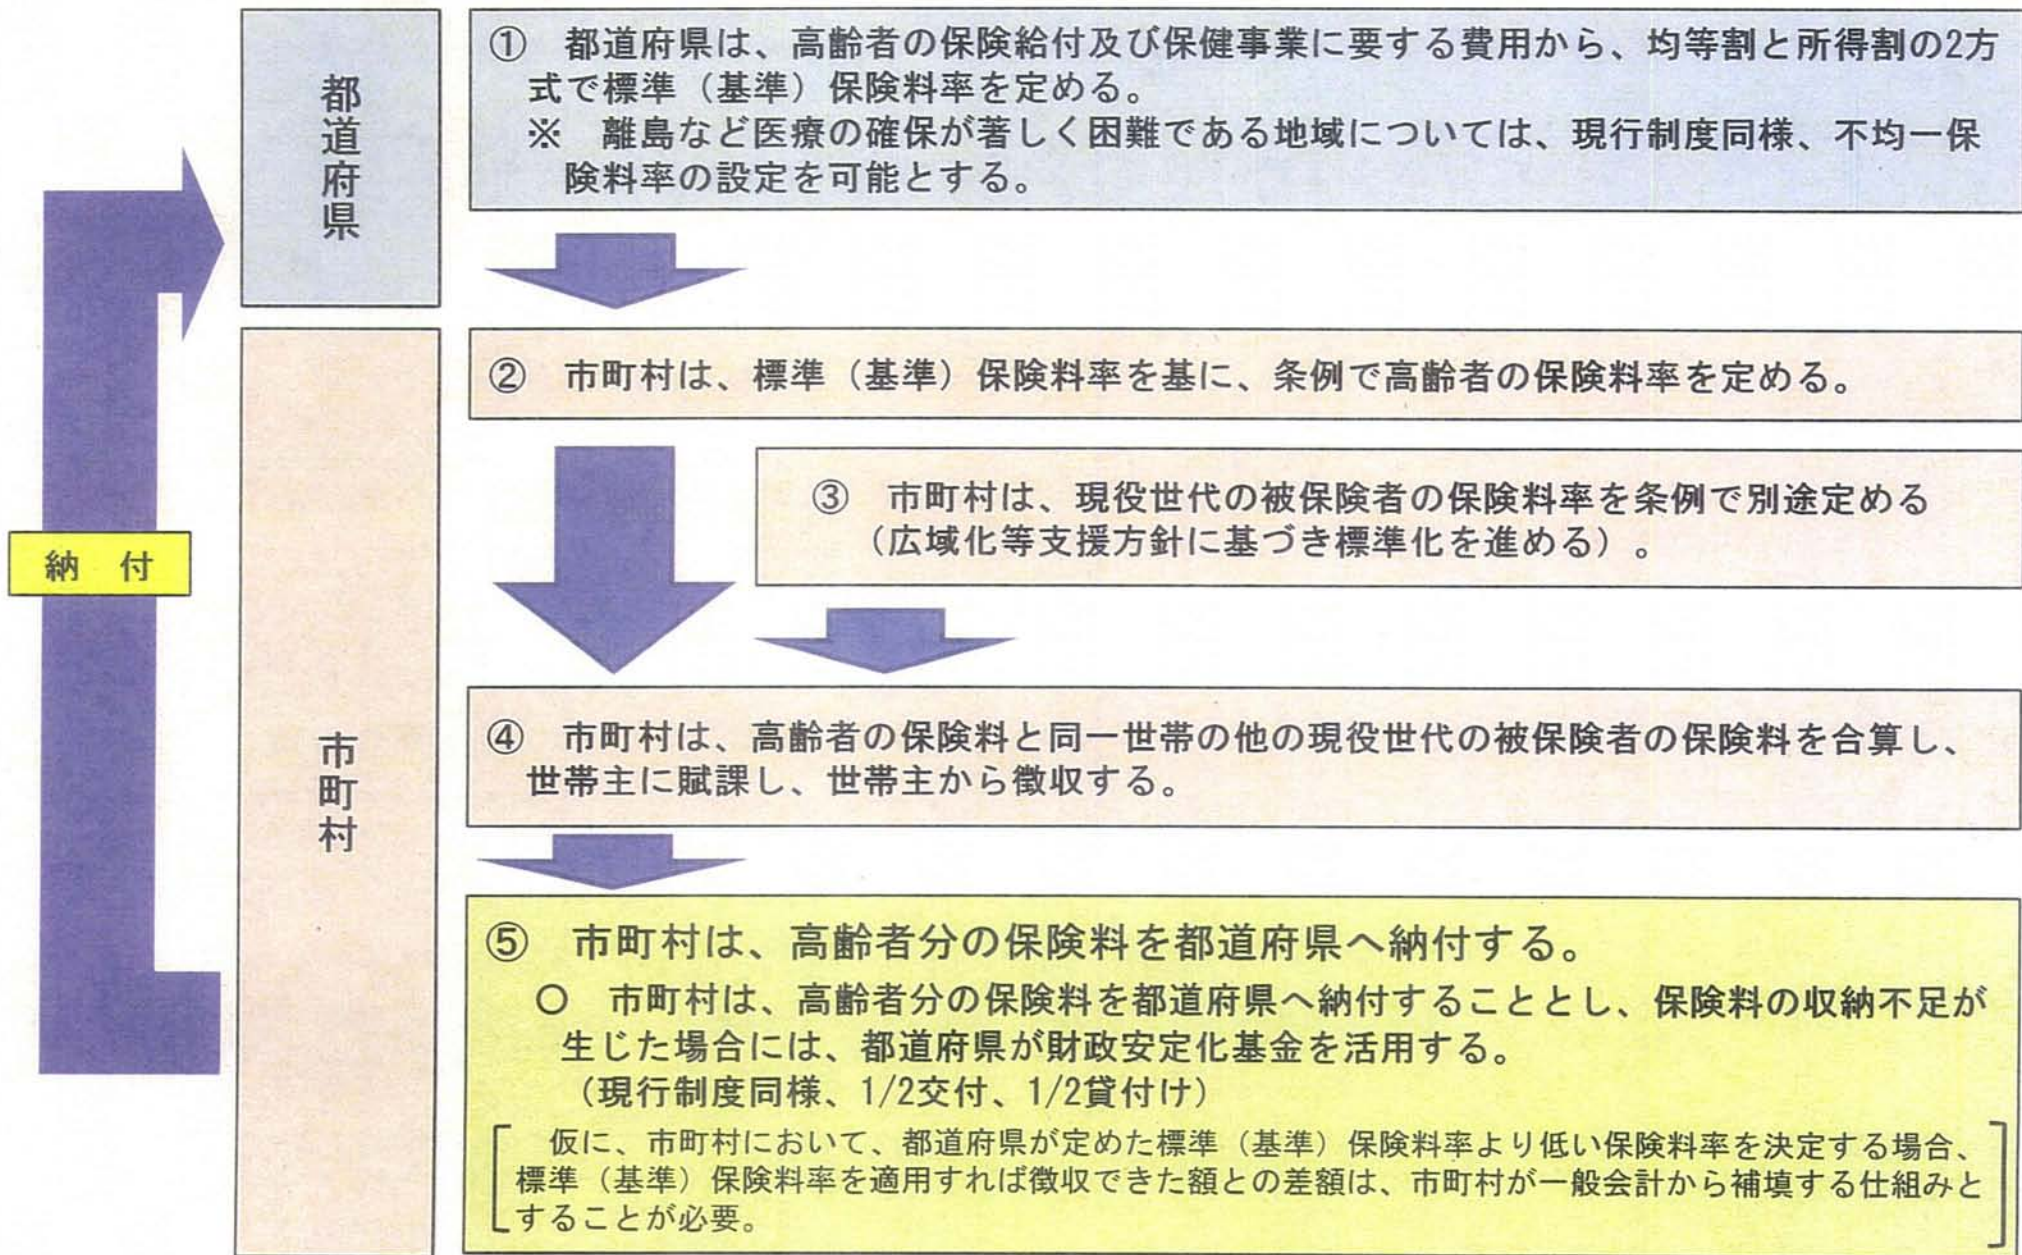 都道府県
① 都道府県は、高齢者の保険給付及び保健事業に要する費用から、均等割と所得割の2方
式で標準（基準）保険料率を定める。
※ 離島など医療の確保が著しく困難である地域については、現行制度同様、不均一保
険料率の設定を可能とする。
市町村
② 市町村は、標準（基準）保険料率を基に、条例で高齢者の保険料率を定める。
③ 市町村は、現役世代の被保険者の保険料率を条例で別途定める
（広域化等支援方針に基づき標準化を進める）。
納 付
④ 市町村は、高齢者の保険料と同一世帯の他の現役世代の被保険者の保険料を合算し、
世帯主に賦課し、世帯主から徴収する。
⑤ 市町村は、高齢者分の保険料を都道府県へ納付する。
○ 市町村は、高齢者分の保険料を都道府県へ納付することとし、保険料の収納不足が
生じた場合には、都道府県が財政安定化基金を活用する。
（現行制度同様、1/2交付、1/2貸付け）
仮に、市町村において、都道府県が定めた標準（基準）保険料率より低い保険料率を決定する場合、
標準（基準）保険料率を適用すれば徴収できた額との差額は、市町村が一般会計から補填する仕組みと
することが必要。